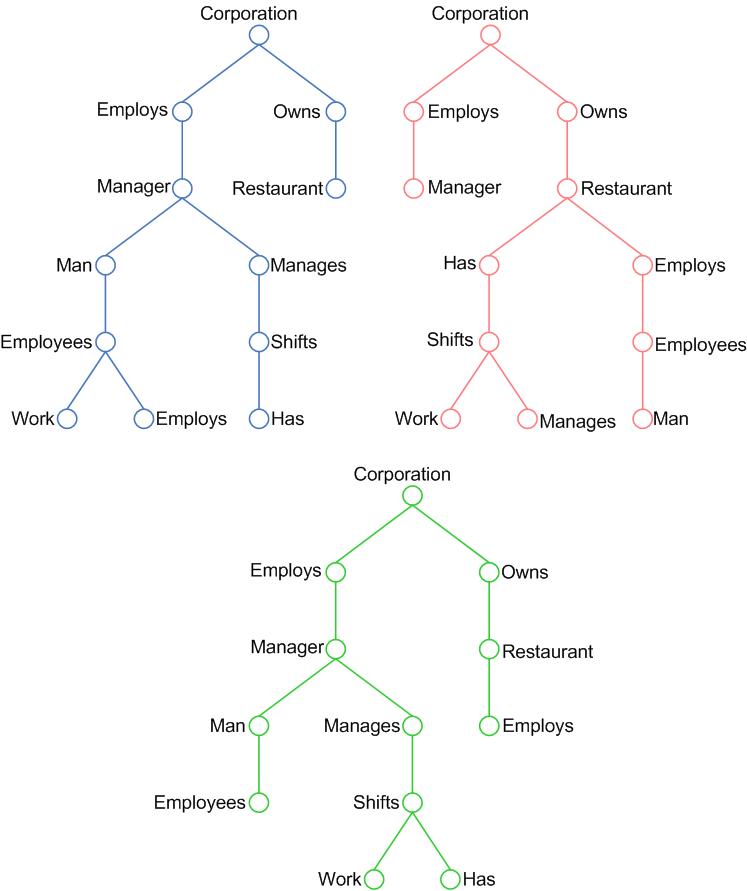 Corporation
Employs
Owns
Manager
Restaurant
Man
Manages
Employees
Shifts
Work
Employs
Has
Corporation
Employs
Owns
Manager
Restaurant
Has
Employs
Shifts
Employees
Work
Manages
Man
Corporation
Employs
Owns
Manager
Restaurant
Man
Manages
Employs
Employees
Shifts
Work
Has